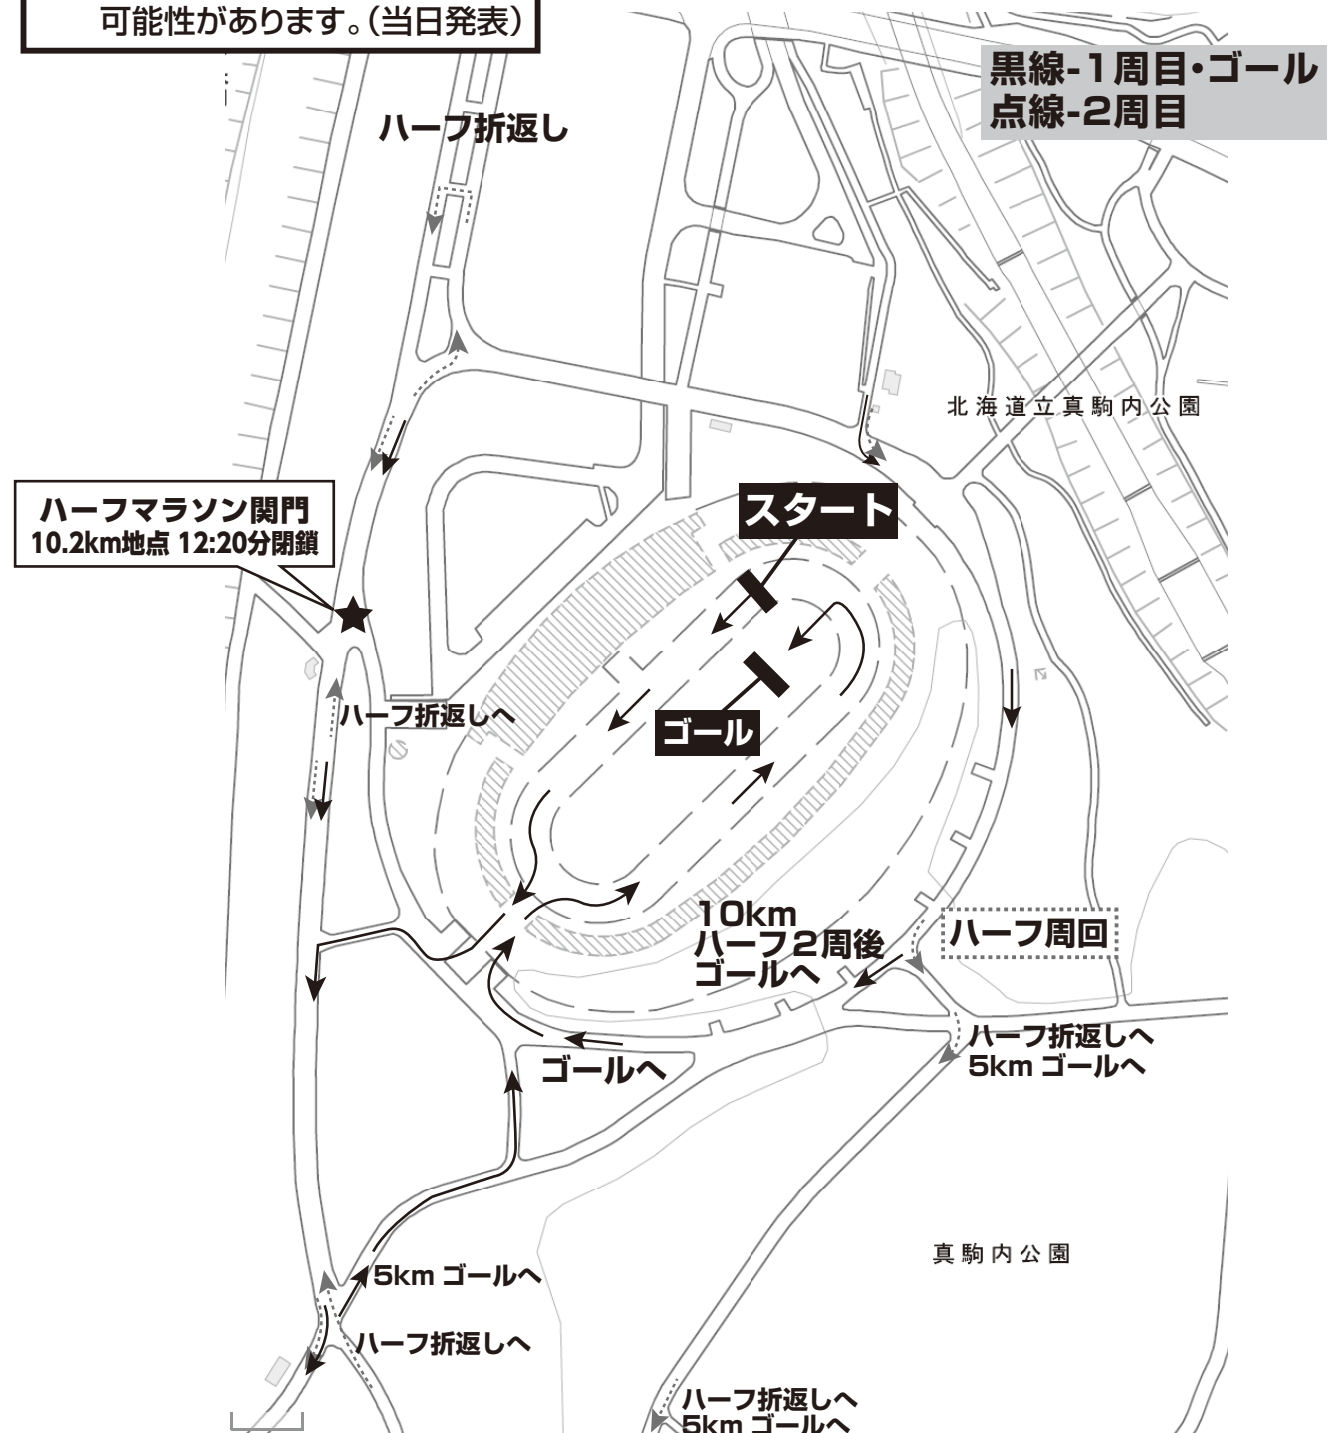 可能性があります。（当日発表）
黒線-1周目・ゴール
点線-2周目
ハーフ折返し
北海道立真駒内公園
ハーフマラソン関門
10.2km地点 12:20分閉鎖
スタート
ハーフ折返しへ
ゴール
10km
ハーフ2周後
ゴールへ
ハーフ周回
ハーフ折返しへ
5km ゴールへ
ゴールへ
真駒内公園
5km ゴールへ
ハーフ折返しへ
ハーフ折返しへ
5km ゴールへ